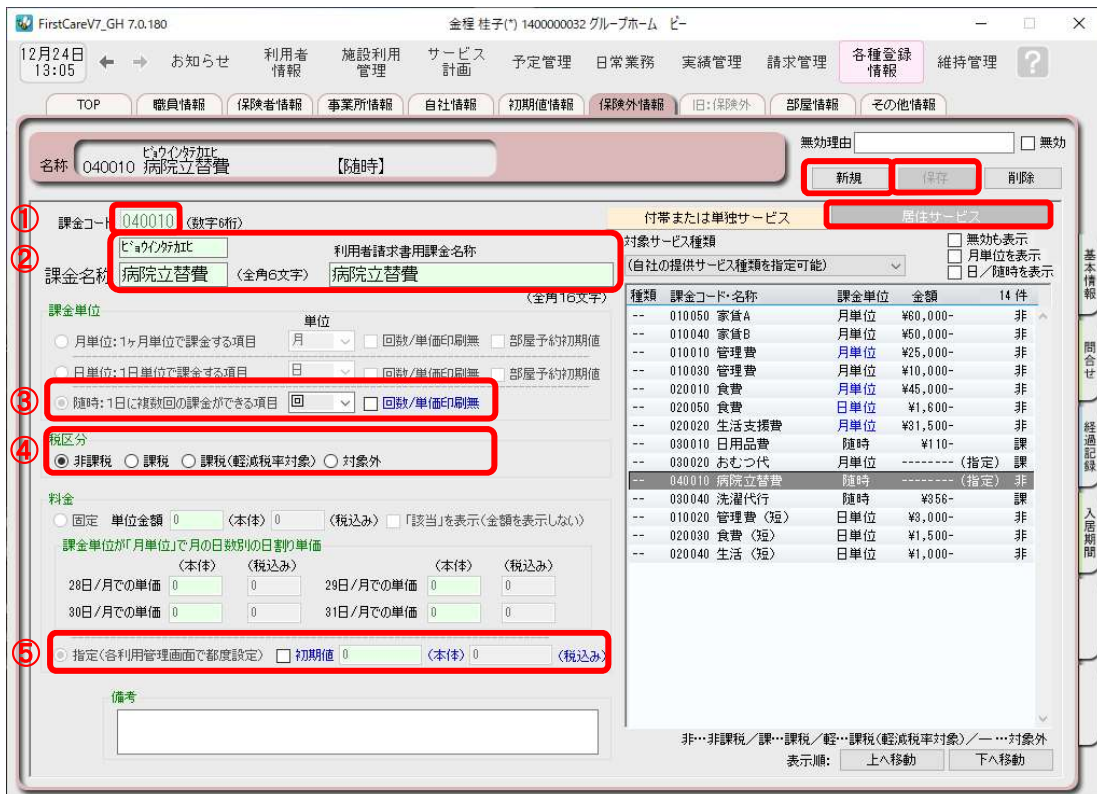 FirstCareV7_GH 7.0.180
金程 桂子(*) 1400000032 グループホーム ビー
12月24日
13:05
お知らせ
利用者
情報
施設利用
管理
サービス
計画
予定管理
日常業務
実績管理
請求管理
各種登録
情報
維持管理
?
TOP
職員情報
保険者情報
事業所情報
自社情報
初期値情報
保険外情報
旧:保険外
部屋情報
その他情報
名称
ビョウインタテカエヒ
040010 病院立替費 【随時】
無効理由
無効
新規
保存
削除
① 課金コード 040010 (数字6桁)
② ビョウインタテカエヒ 利用者請求書用課金名称
課金名称 病院立替費 (全角6文字) 病院立替費
(全角16文字)
課金単位
単位
月単位:1ヶ月単位で課金する項目 月 回数/単価印刷無 部屋予約初期値
日単位:1日単位で課金する項目 日 回数/単価印刷無 部屋予約初期値
③ 随時:1日に複数回の課金ができる項目 回 回数/単価印刷無
④ 税区分
非課税 課税 課税(軽減税率対象) 対象外
料金
固定 単位金額 0 (本体) 0 (税込み) 「該当」を表示(金額を表示しない)
課金単位が「月単位」で月の日数別の日割り単価
(本体) (税込み) (本体) (税込み)
28日/月での単価 0 0 29日/月での単価 0 0
30日/月での単価 0 0 31日/月での単価 0 0
⑤ 指定(各利用管理画面で都度設定) 初期値 0 (本体) 0 (税込み)
備考
付帯または単独サービス
居住サービス
対象サービス種類
(自社の提供サービス種類を指定可能)
無効も表示
月単位を表示
日/随時を表示
種類 課金コード・名称 課金単位 金額 14 件
-- 010050 家賃A 月単位 ¥60,000- 非
-- 010040 家賃B 月単位 ¥50,000- 非
-- 010010 管理費 月単位 ¥25,000- 非
-- 010030 管理費 月単位 ¥10,000- 非
-- 020010 食費 月単位 ¥45,000- 非
-- 020050 食費 日単位 ¥1,600- 非
-- 020020 生活支援費 月単位 ¥31,500- 非
-- 030010 日用品費 随時 ¥110- 課
-- 030020 おむつ代 月単位 -------- (指定) 課
-- 040010 病院立替費 随時 -------- (指定) 非
-- 030040 洗濯代行 随時 ¥356- 課
-- 010020 管理費(短) 日単位 ¥3,000- 非
-- 020030 食費(短) 日単位 ¥1,500- 非
-- 020040 生活(短) 日単位 ¥1,000- 非
非…非課税/課…課税/軽…課税(軽減税率対象)/―…対象外
表示順: 上へ移動 下へ移動
基本情報
問合せ
経過記録
入居期間